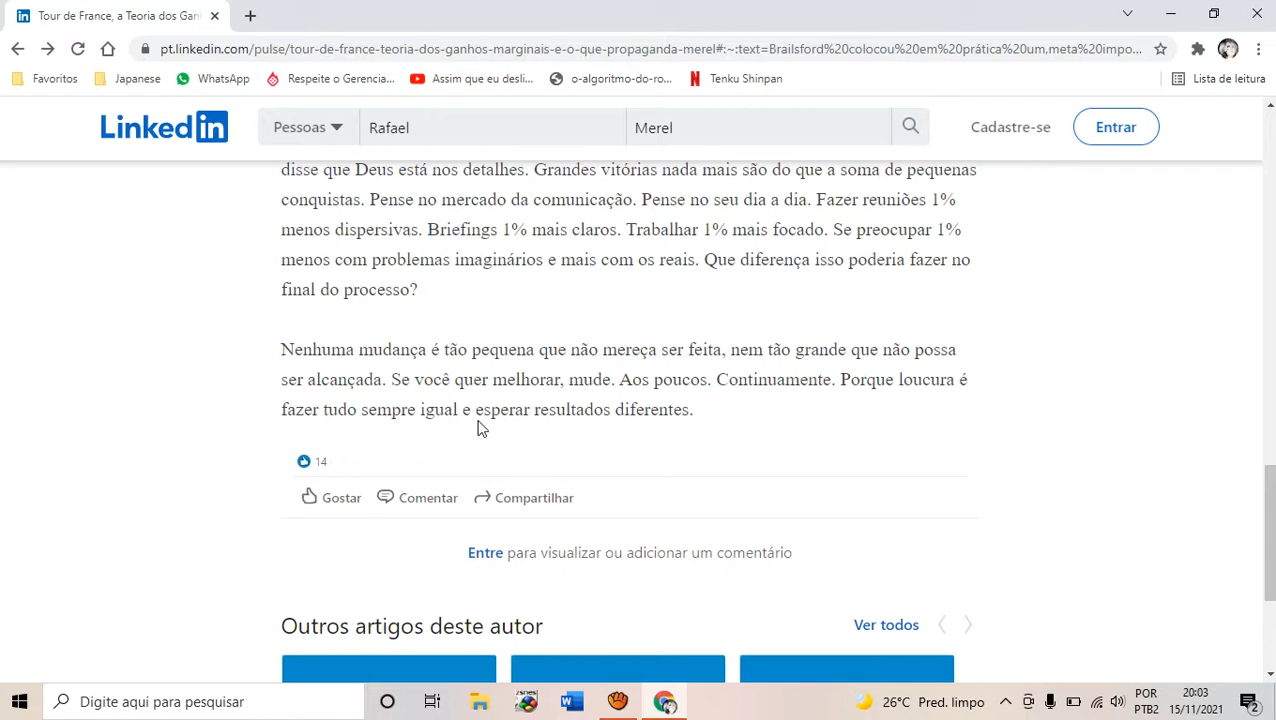 Tour de France, a Teoria dos Gan
pt.linkedin.com/pulse/tour-de-france-teoria-dos-ganhos-marginais-e-o-que-propaganda-merel#:~:text=Brailsford%20colocou%20em%20prática%20um,meta%20impo...
Favoritos Japanese WhatsApp Respeite o Gerencia... Assim que eu desli... o-algoritmo-do-ro... Tenku Shinpan Lista de leitura
Linked in Pessoas Rafael Merel Cadastre-se Entrar
disse que Deus está nos detalhes. Grandes vitórias nada mais são do que a soma de pequenas
conquistas. Pense no mercado da comunicação. Pense no seu dia a dia. Fazer reuniões 1%
menos dispersivas. Briefings 1% mais claros. Trabalhar 1% mais focado. Se preocupar 1%
menos com problemas imaginários e mais com os reais. Que diferença isso poderia fazer no
final do processo?
Nenhuma mudança é tão pequena que não mereça ser feita, nem tão grande que não possa
ser alcançada. Se você quer melhorar, mude. Aos poucos. Continuamente. Porque loucura é
fazer tudo sempre igual e esperar resultados diferentes.
14
Gostar Comentar Compartilhar
Entre para visualizar ou adicionar um comentário
Outros artigos deste autor Ver todos
Digite aqui para pesquisar 26°C Pred. limpo POR PTB2 20:03 15/11/2021 2